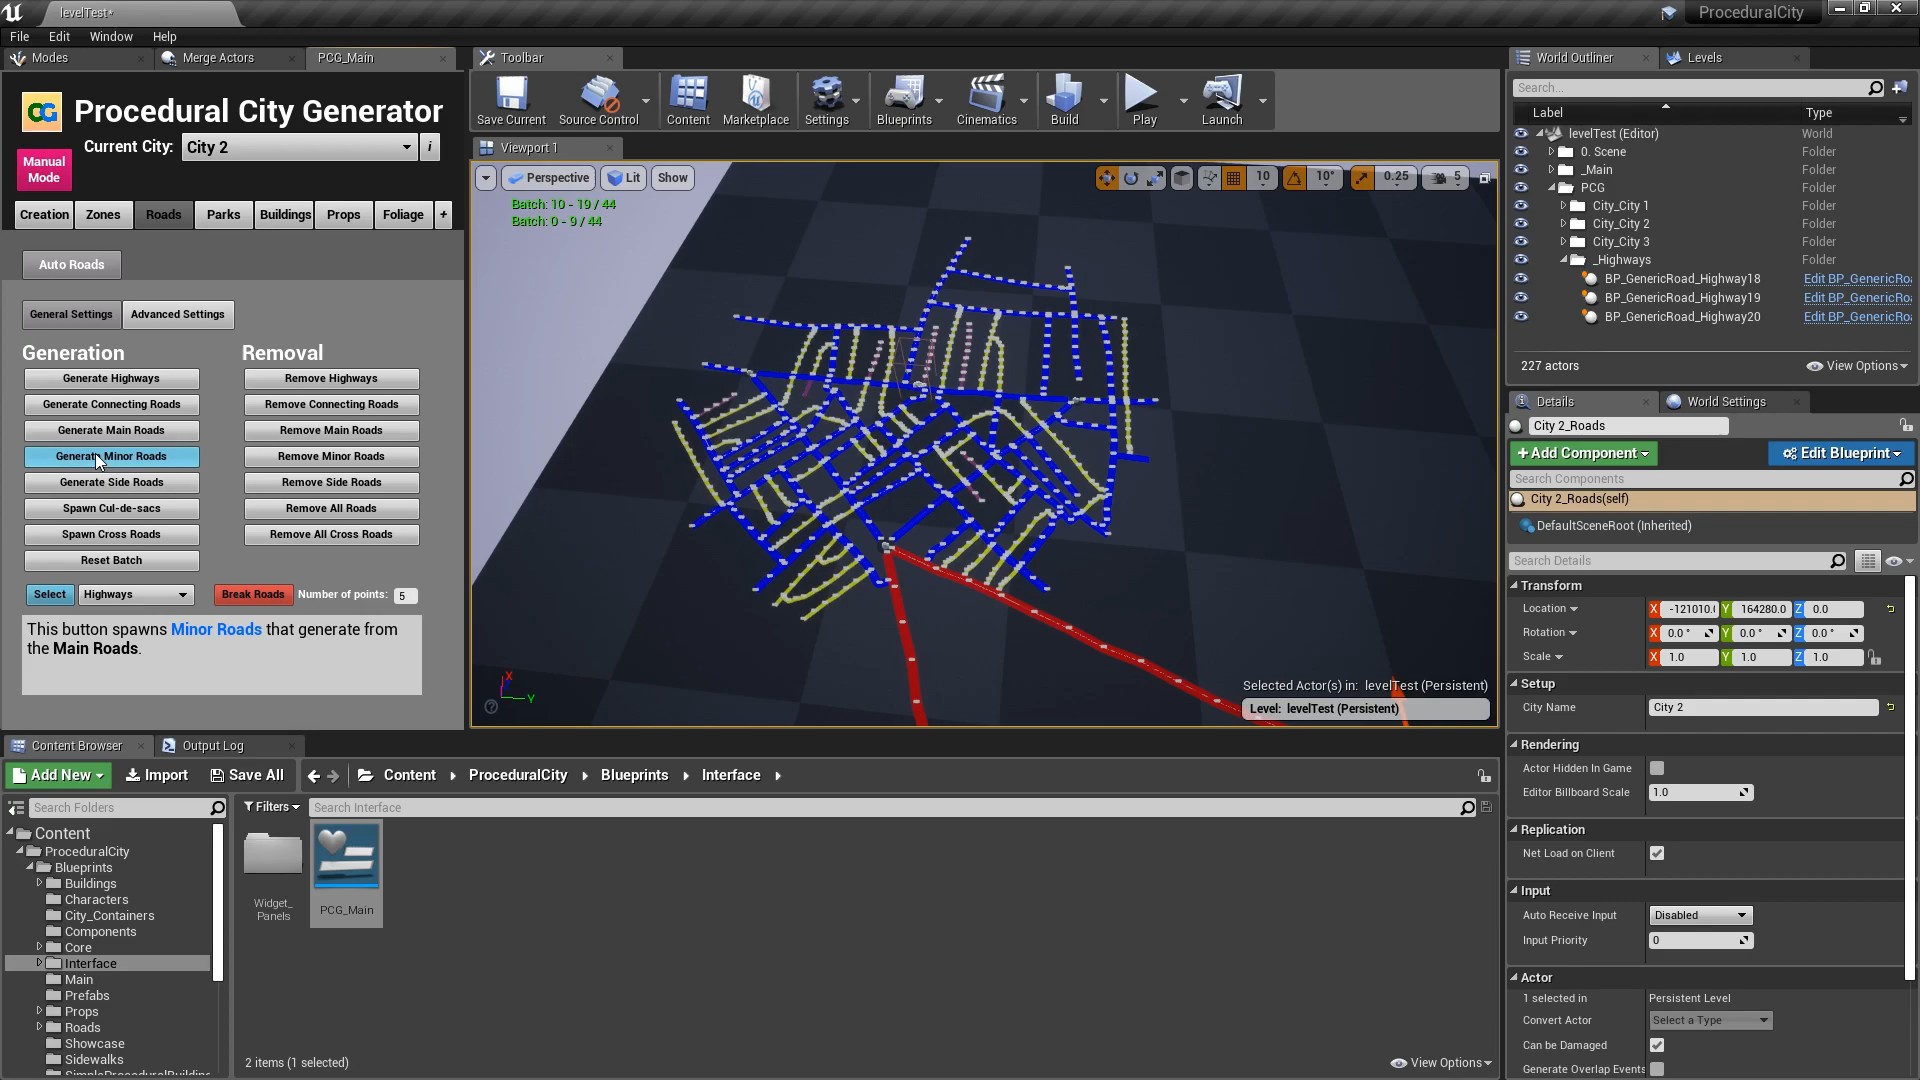 levelTest*
ProceduralCity
File Edit Window Help
Modes
Merge Actors
PCG_Main
Procedural City Generator
Current City: City 2 i
Manual Mode
Creation Zones Roads Parks Buildings Props Foliage +
Auto Roads
General Settings Advanced Settings
Generation Removal
Generate Highways Remove Highways
Generate Connecting Roads Remove Connecting Roads
Generate Main Roads Remove Main Roads
Generate Minor Roads Remove Minor Roads
Generate Side Roads Remove Side Roads
Spawn Cul-de-sacs Remove All Roads
Spawn Cross Roads Remove All Cross Roads
Reset Batch
Select Highways Break Roads Number of points: 5
This button spawns Minor Roads that generate from
the Main Roads.
Toolbar
Save Current Source Control Content Marketplace Settings Blueprints Cinematics Build Play Launch
Viewport 1
Perspective Lit Show 10 10° 0.25 5
Batch: 10 - 19 / 44
Batch: 0 - 9 / 44
X
Y
Selected Actor(s) in: levelTest (Persistent)
Level: levelTest (Persistent)
World Outliner Levels
Search...
Label Type
levelTest (Editor) World
0. Scene Folder
_Main Folder
PCG Folder
City_City 1 Folder
City_City 2 Folder
City_City 3 Folder
_Highways Folder
BP_GenericRoad_Highway18 Edit BP_GenericRo
BP_GenericRoad_Highway19 Edit BP_GenericRo
BP_GenericRoad_Highway20 Edit BP_GenericRo
227 actors View Options
Details World Settings
City 2_Roads
+Add Component Edit Blueprint
Search Components
City 2_Roads(self)
DefaultSceneRoot (Inherited)
Search Details
Transform
Location X -121010.( Y 164280.0 Z 0.0
Rotation X 0.0 ° Y 0.0 ° Z 0.0 °
Scale X 1.0 Y 1.0 Z 1.0
Setup
City Name City 2
Rendering
Actor Hidden In Game
Editor Billboard Scale 1.0
Replication
Net Load on Client
Input
Auto Receive Input Disabled
Input Priority 0
Actor
1 selected in Persistent Level
Convert Actor Select a Type
Can be Damaged
Generate Overlap Events
Content Browser Output Log
Add New Import Save All Content ProceduralCity Blueprints Interface
Search Folders
Filters Search Interface
Content
ProceduralCity
Blueprints
Buildings
Characters
City_Containers
Components
Core
Interface
Main
Prefabs
Props
Roads
Showcase
Sidewalks
Widget_
Panels
PCG_Main
2 items (1 selected)
View Options